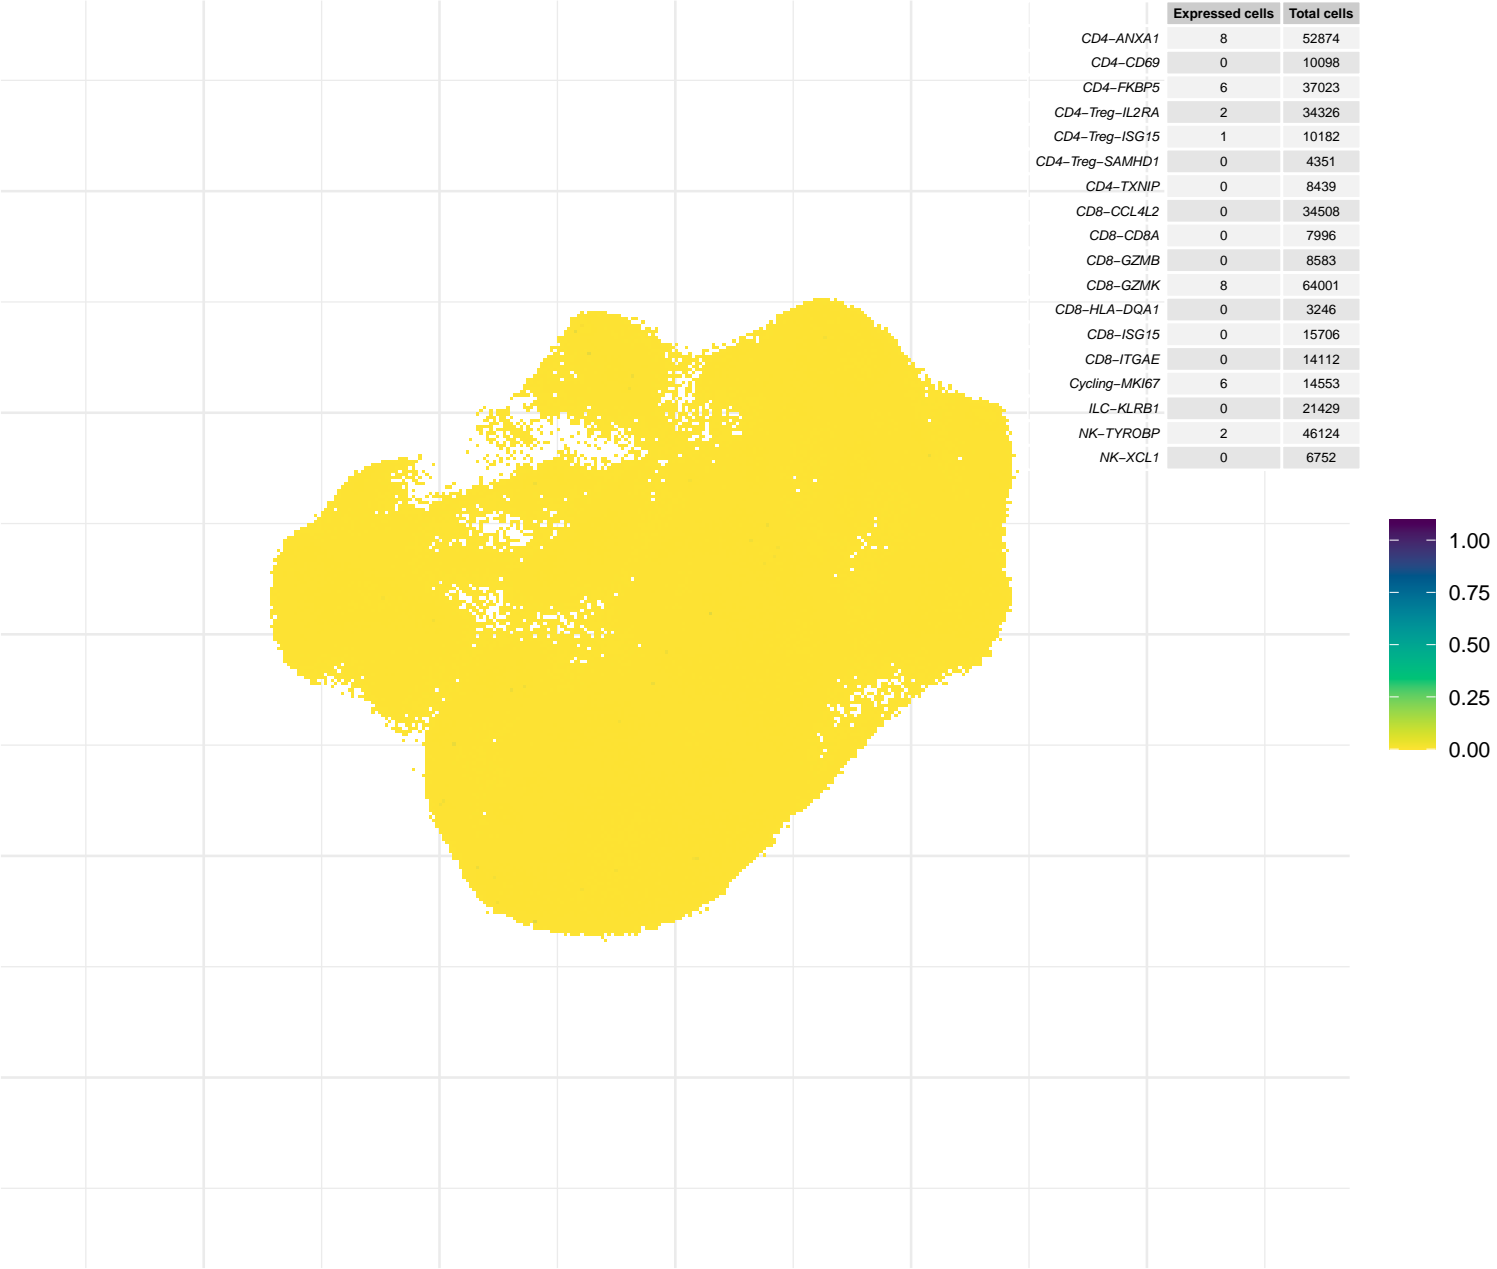 Expressed cells Total cells
CD4−ANXA1 8 52874
CD4−CD69 0 10098
CD4−FKBP5 6 37023
CD4−Treg−IL2RA 2 34326
CD4−Treg−ISG15 1 10182
CD4−Treg−SAMHD1 0 4351
CD4−TXNIP 0 8439
CD8−CCL4L2 0 34508
CD8−CD8A 0 7996
CD8−GZMB 0 8583
CD8−GZMK 8 64001
CD8−HLA−DQA1 0 3246
CD8−ISG15 0 15706
CD8−ITGAE 0 14112
Cycling−MKI67 6 14553
ILC−KLRB1 0 21429
NK−TYROBP 2 46124
NK−XCL1 0 6752
1.00
0.75
0.50
0.25
0.00